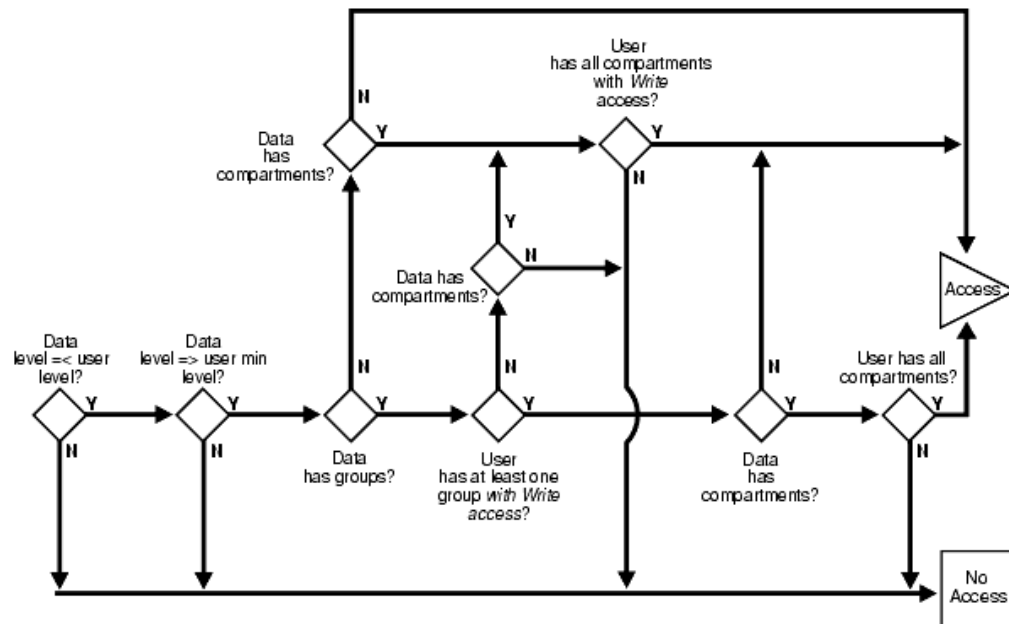 User
has all compartments
with Write
access?
N
Y
Y
Data
has
compartments?
N
Y
N
Data has
compartments?
Access
Data
level =< user
level?
Data
level => user min
level?
N
N
N
User has all
compartments?
Y
Y
Y
Y
Y
Y
N
N
N
Data
has groups?
User
has at least one
group with Write
access?
Data
has
compartments?
No
Access